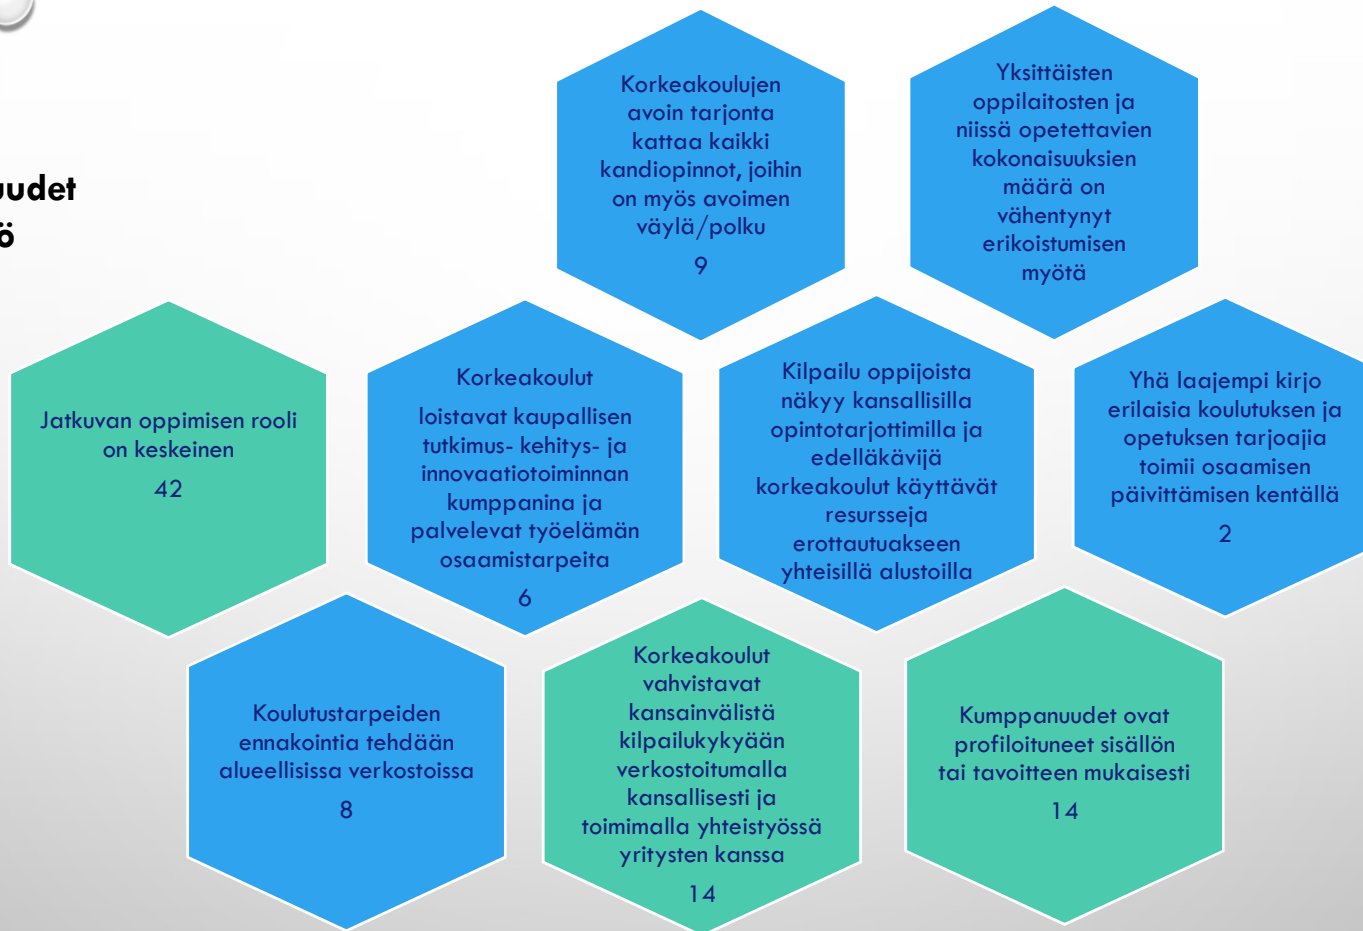 uudet
ö
Korkeakoulujen
avoin tarjonta
kattaa kaikki
kandiopinnot, joihin
on myös avoimen
väylä/polku
9
Yksittäisten
oppilaitosten ja
niissä opetettavien
kokonaisuuksien
määrä on
vähentynyt
erikoistumisen
myötä
Jatkuvan oppimisen rooli
on keskeinen
42
Korkeakoulut
loistavat kaupallisen
tutkimus- kehitys- ja
innovaatiotoiminnan
kumppanina ja
palvelevat työelämän
osaamistarpeita
6
Kilpailu oppijoista
näkyy kansallisilla
opintotarjottimilla ja
edelläkävijä
korkeakoulut käyttävät
resursseja
erottautuakseen
yhteisillä alustoilla
Yhä laajempi kirjo
erilaisia koulutuksen ja
opetuksen tarjoajia
toimii osaamisen
päivittämisen kentällä
2
Koulutustarpeiden
ennakointia tehdään
alueellisissa verkostoissa
8
Korkeakoulut
vahvistavat
kansainvälistä
kilpailukykyään
verkostoitumalla
kansallisesti ja
toimimalla yhteistyössä
yritysten kanssa
14
Kumppanuudet ovat
profiloituneet sisällön
tai tavoitteen mukaisesti
14